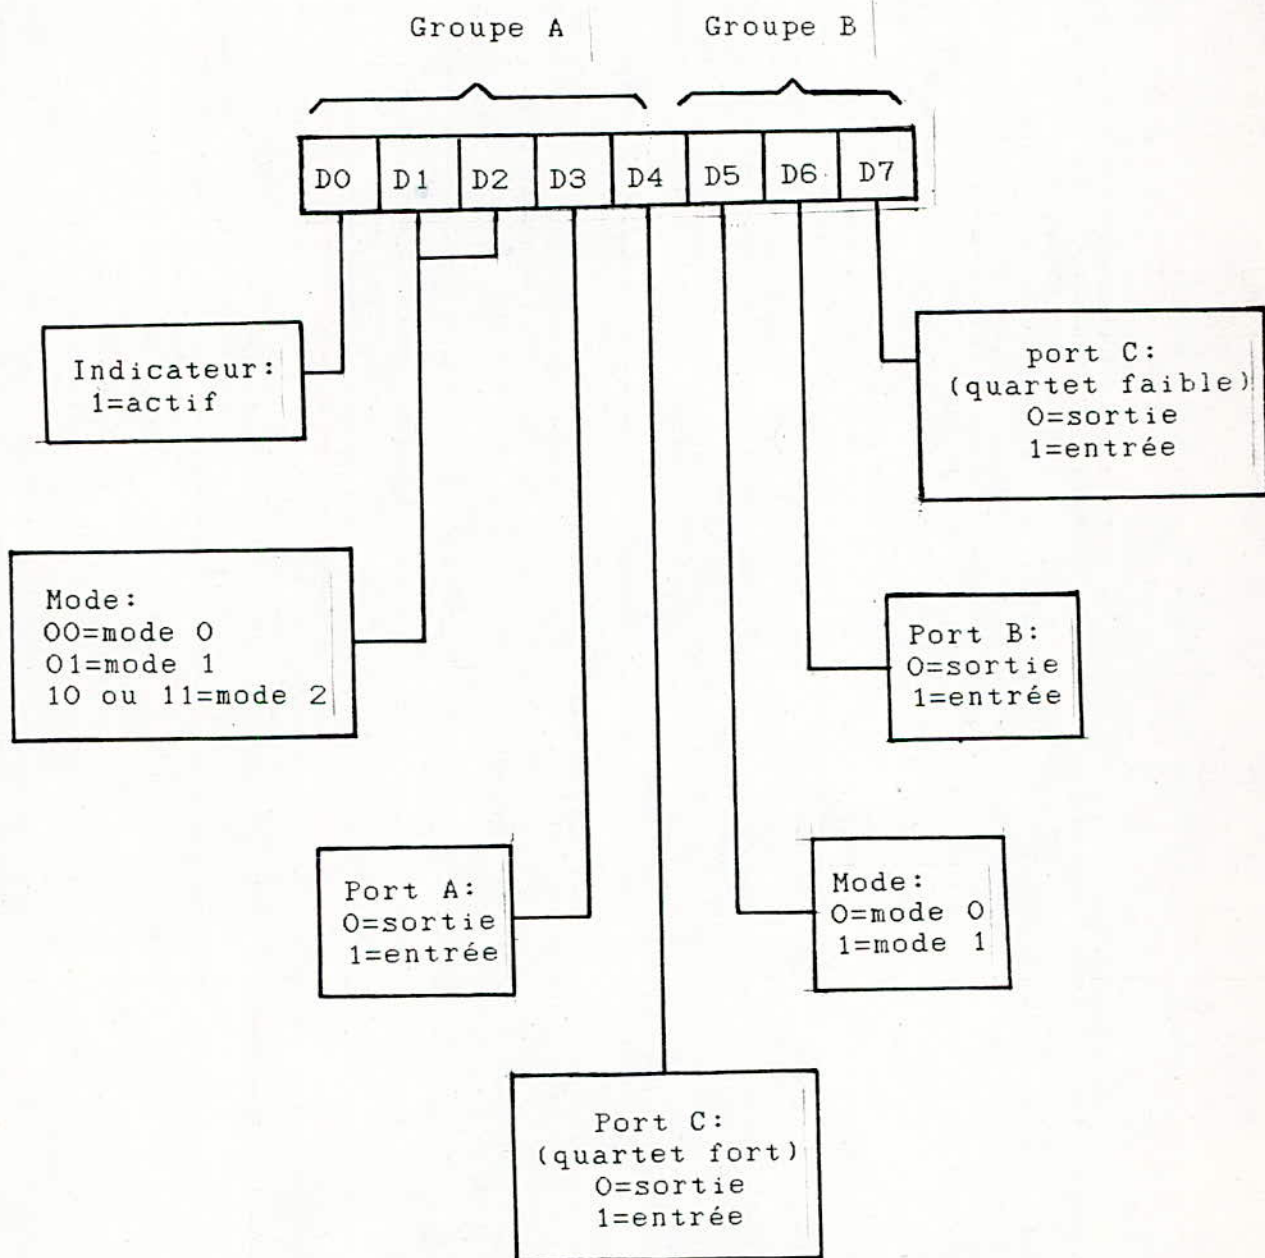 Groupe A Groupe B
D0 D1 D2 D3 D4 D5 D6 D7
Indicateur:
1=actif
port C:
(quartet faible)
0=sortie
1=entrée
Mode:
00=mode 0
01=mode 1
10 ou 11=mode 2
Port B:
0=sortie
1=entrée
Port A:
0=sortie
1=entrée
Mode:
0=mode 0
1=mode 1
Port C:
(quartet fort)
0=sortie
1=entrée